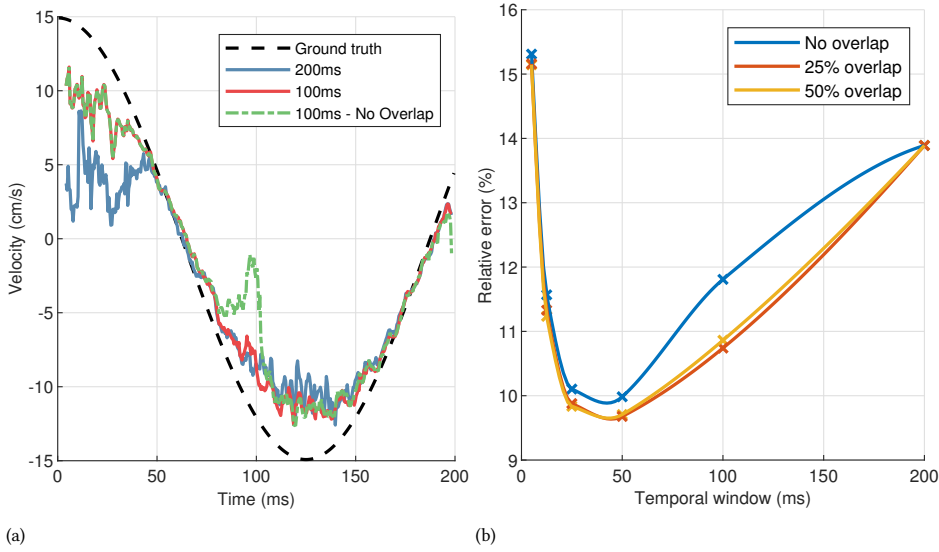 15
10
5
0
-5
-10
-15
Velocity (cm/s)
0
50
100
150
200
Time (ms)
Ground truth
200ms
100ms
100ms - No Overlap
(a)
16
15
14
13
12
11
10
9
Relative error (%)
0
50
100
150
200
Temporal window (ms)
No overlap
25% overlap
50% overlap
(b)